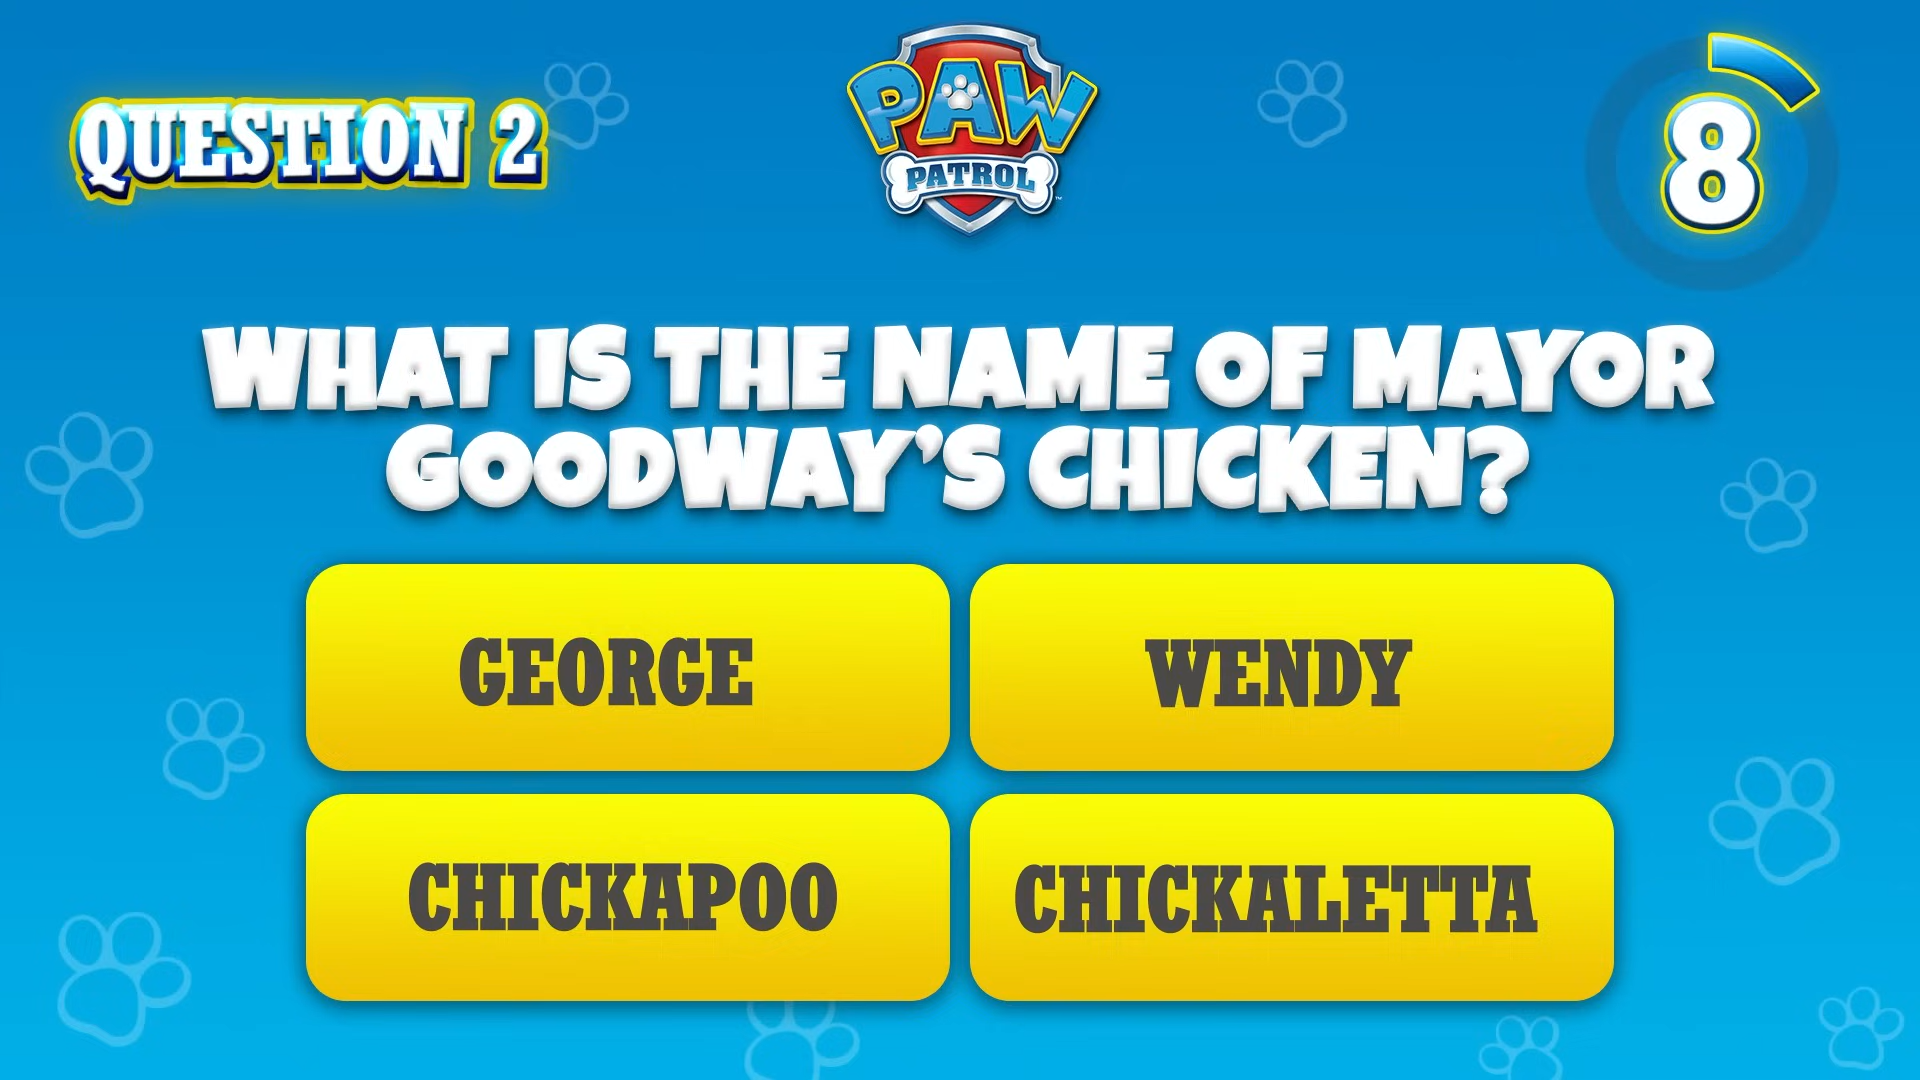 QUESTION 2
PAW
PATROL
8
WHAT IS THE NAME OF MAYOR
GOODWAY'S CHICKEN?
GEORGE
WENDY
CHICKAPOO
CHICKALETTA